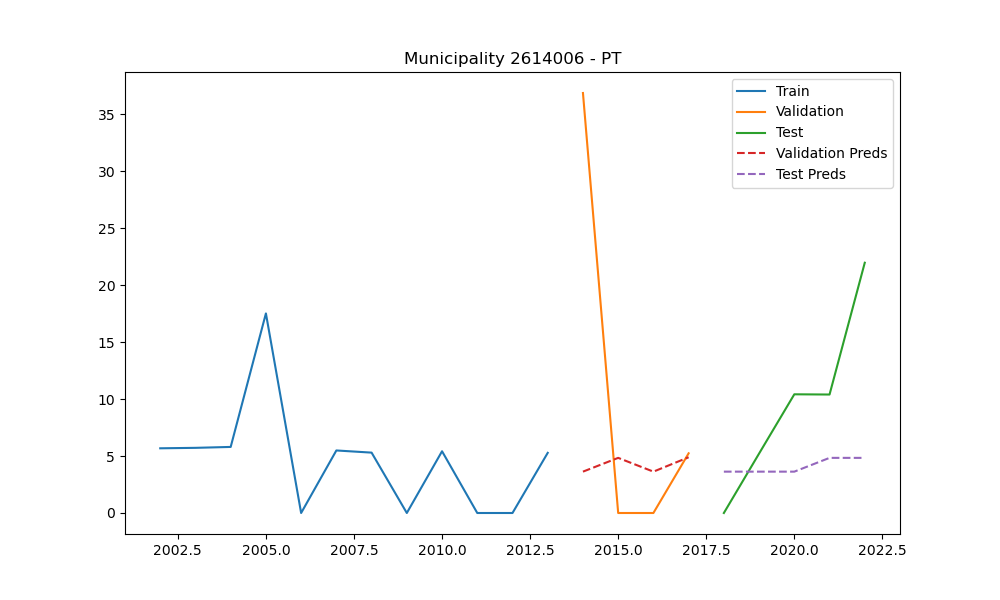 Municipality 2614006 - PT
Train
Validation
Test
Validation Preds
Test Preds
35
30
25
20
15
10
5
0
2002.5 2005.0 2007.5 2010.0 2012.5 2015.0 2017.5 2020.0 2022.5